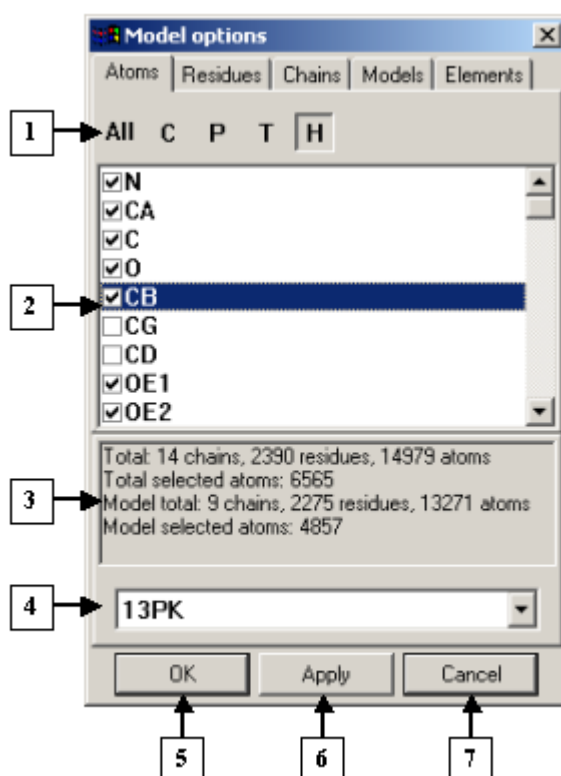 Model options
Atoms Residues Chains Models Elements
1 All C P T H
N
CA
C
O
2 CB
CG
CD
OE1
OE2
Total: 14 chains, 2390 residues, 14979 atoms
Total selected atoms: 6565
3 Model total: 9 chains, 2275 residues, 13271 atoms
Model selected atoms: 4857
4 13PK
OK Apply Cancel
5 6 7